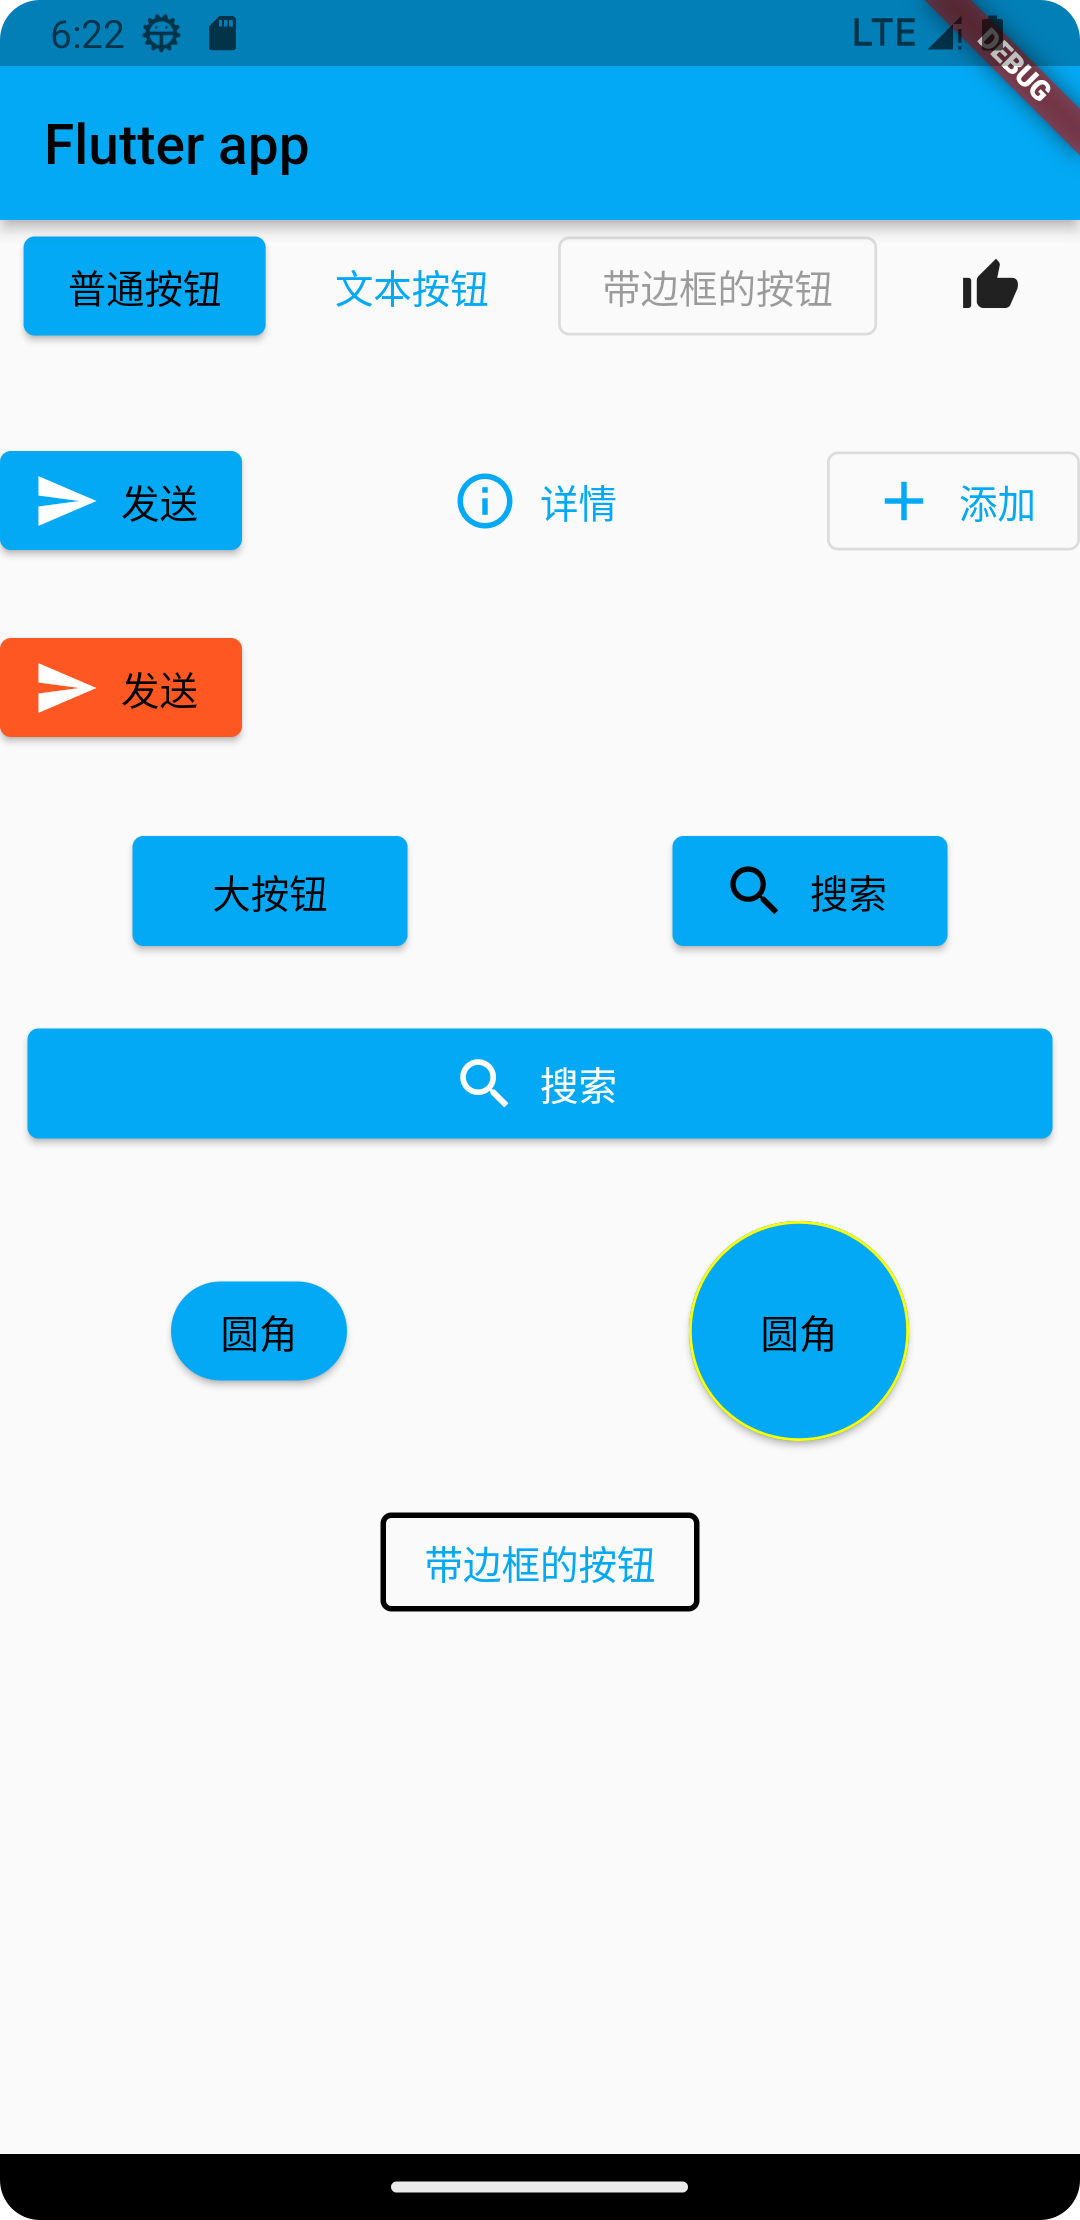 6:22 LTE
DEBUG
Flutter app
普通按钮 文本按钮 带边框的按钮
发送 详情 添加
发送
大按钮 搜索
搜索
圆角 圆角
带边框的按钮